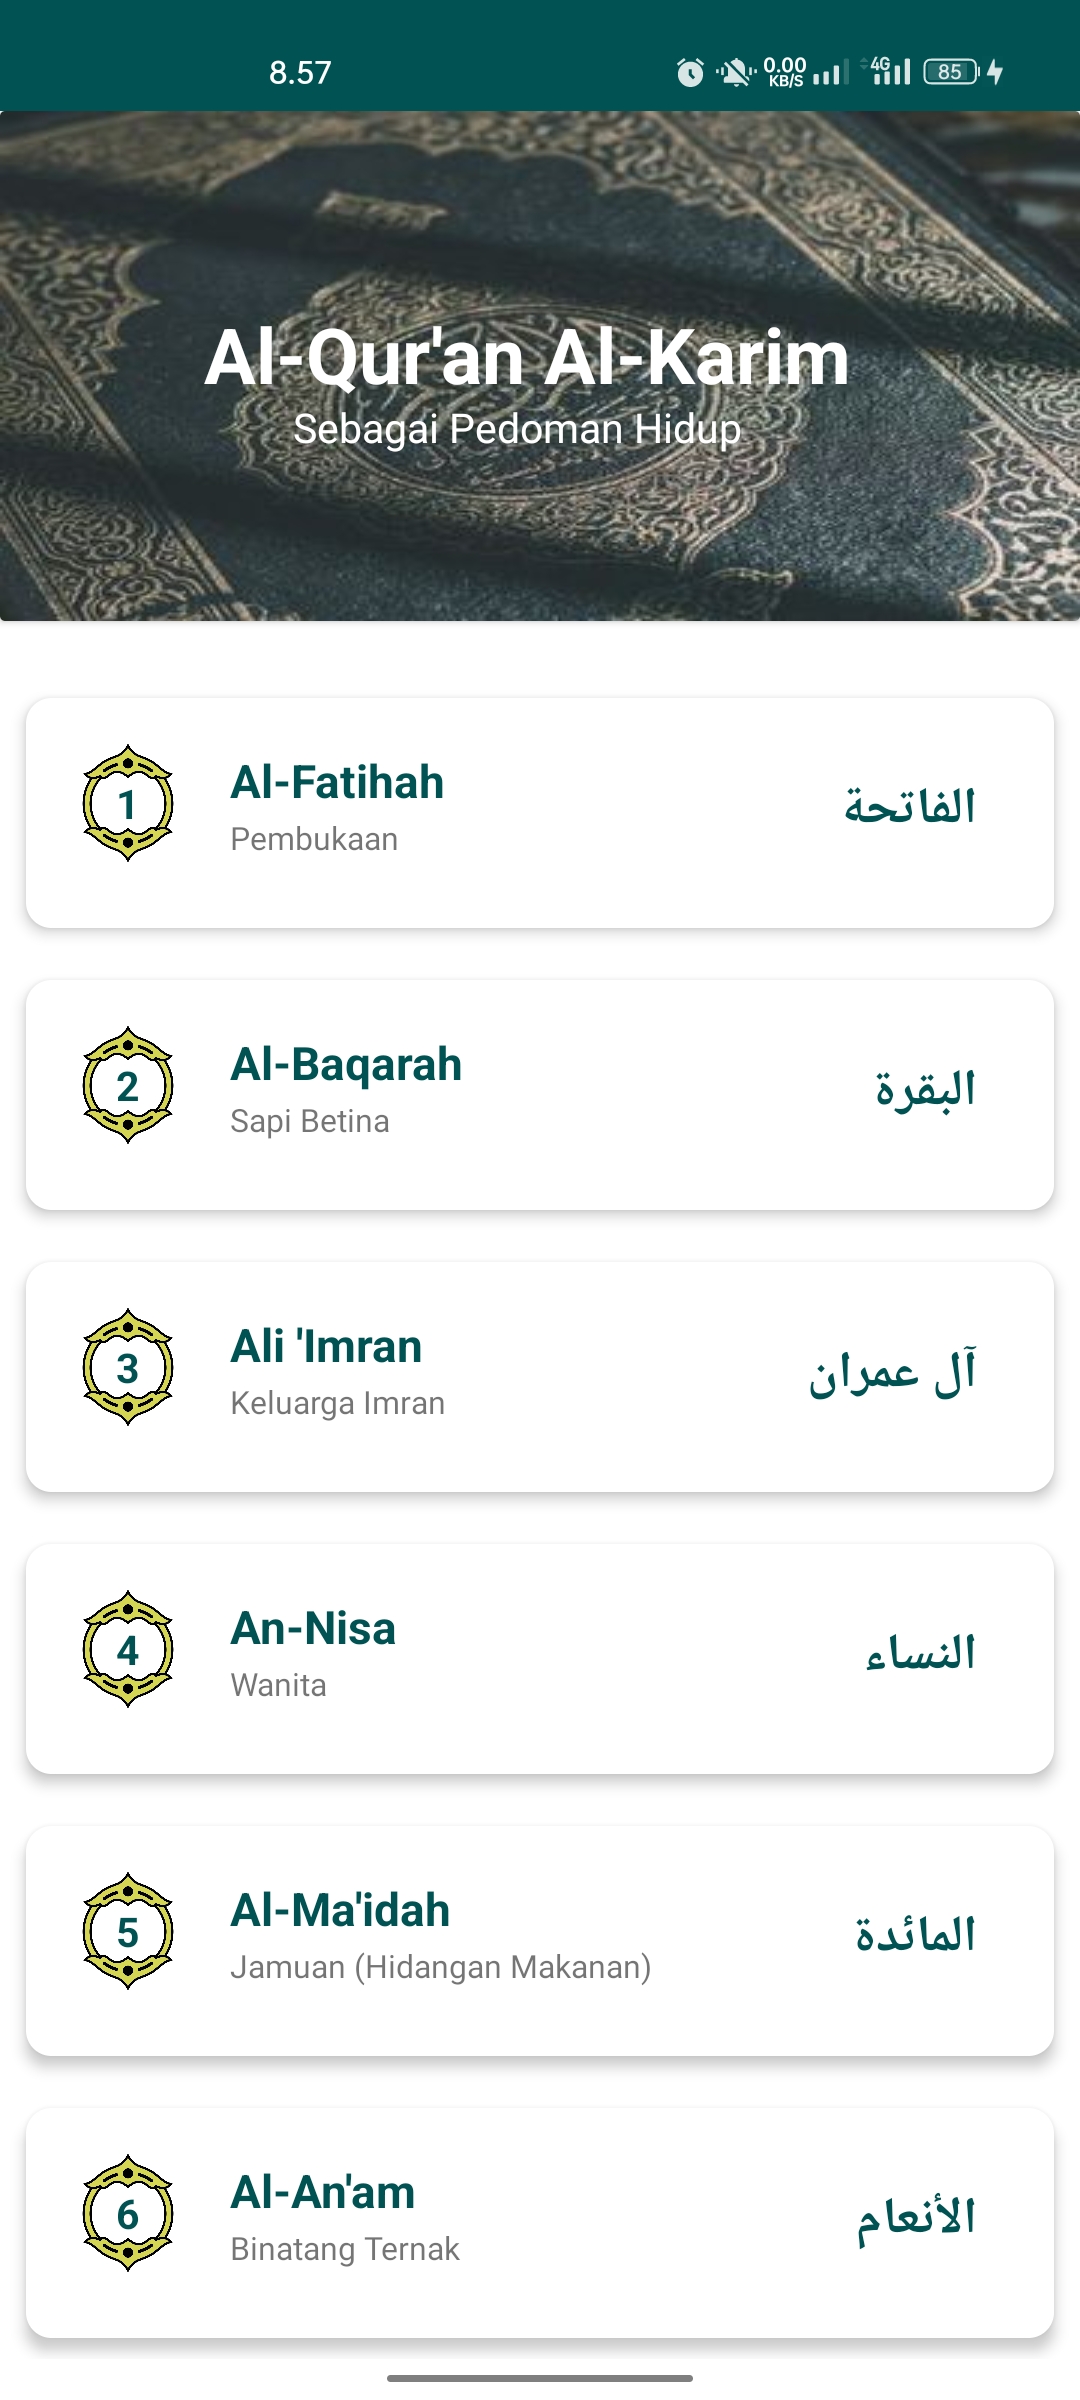 8.57
0.00
KB/S
4G
85
Al-Qur'an Al-Karim
Sebagai Pedoman Hidup
1
Al-Fatihah
الفاتحة
Pembukaan
2
Al-Baqarah
البقرة
Sapi Betina
3
Ali 'Imran
آل عمران
Keluarga Imran
4
An-Nisa
النساء
Wanita
5
Al-Ma'idah
المائدة
Jamuan (Hidangan Makanan)
6
Al-An'am
الأنعام
Binatang Ternak